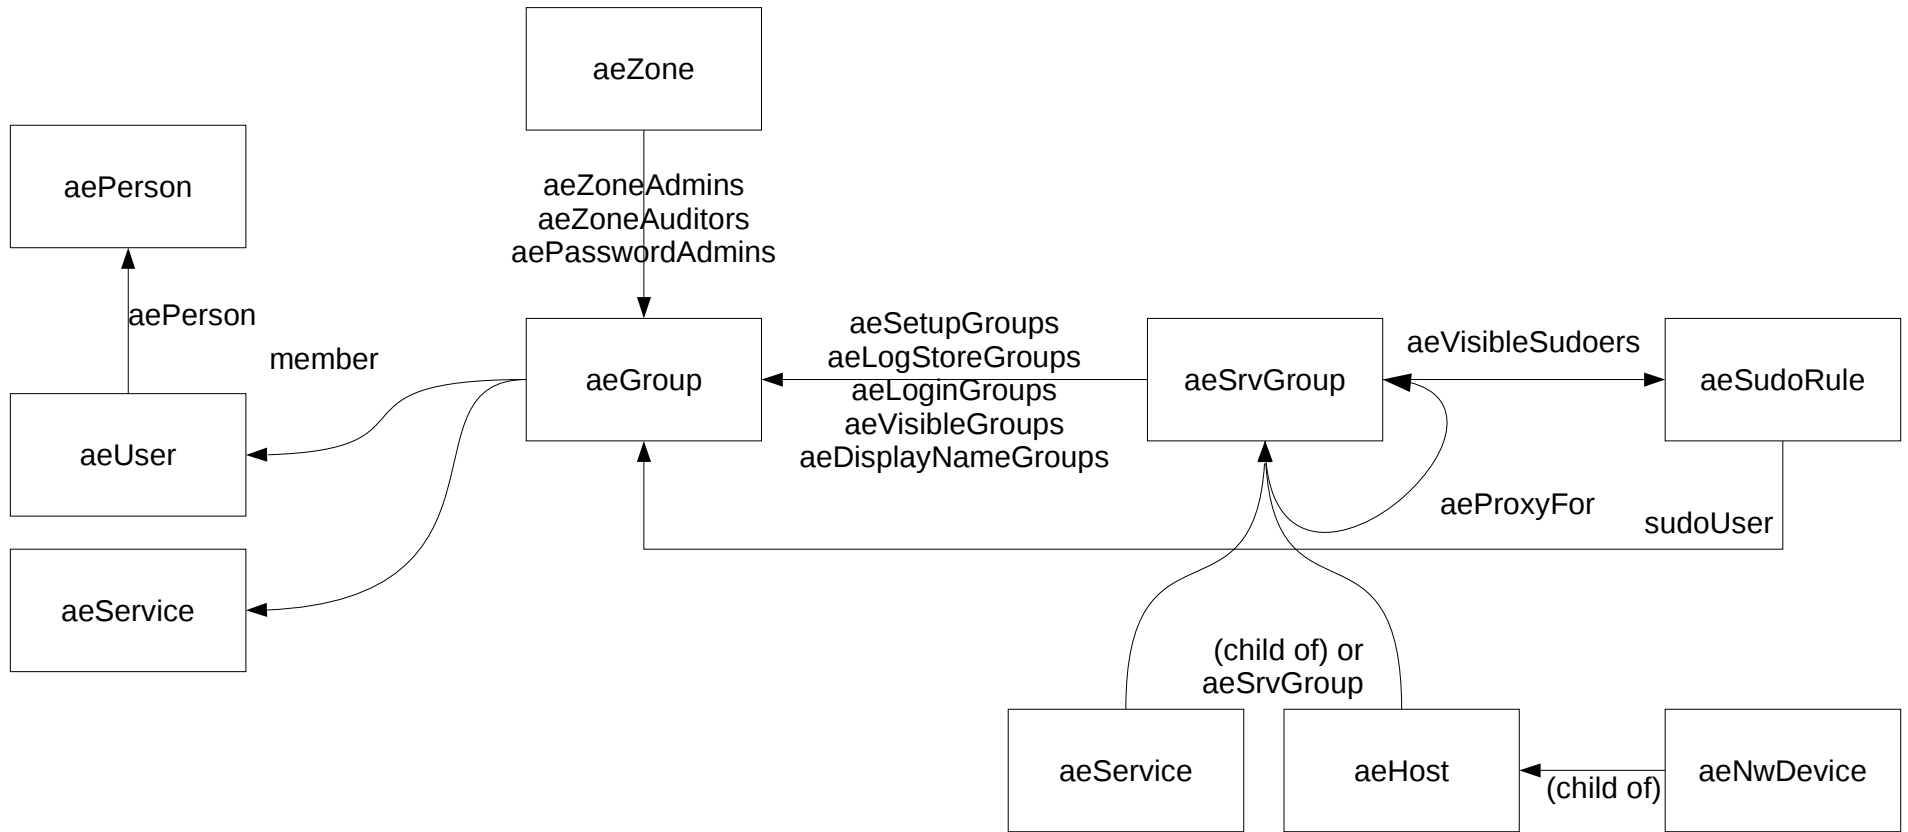 aeZone
aePerson
aeZoneAdmins
aeZoneAuditors
aePasswordAdmins
aePerson
member
aeGroup
aeSetupGroups
aeLogStoreGroups
aeLoginGroups
aeVisibleGroups
aeDisplayNameGroups
aeSrvGroup
aeVisibleSudoers
aeSudoRule
aeUser
aeProxyFor
sudoUser
aeService
(child of) or
aeSrvGroup
aeService
aeHost
(child of)
aeNwDevice